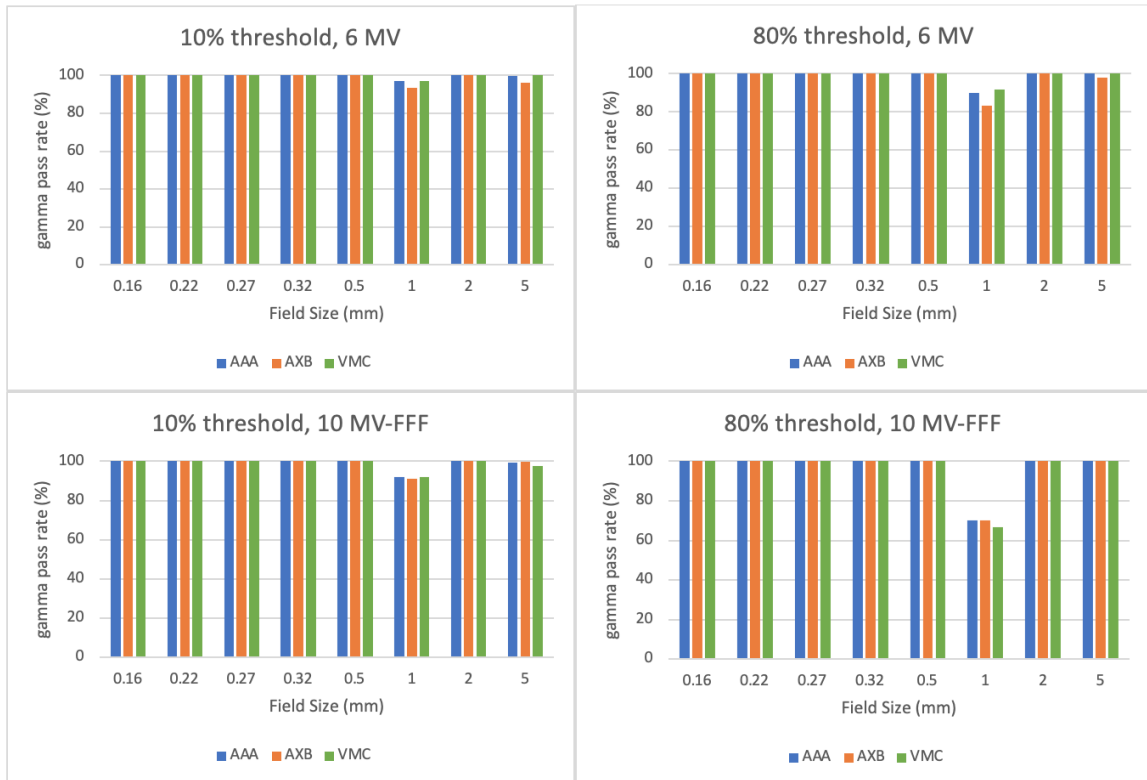 10% threshold, 6 MV
gamma pass rate (%)
100
80
60
40
20
0
0.16 0.22 0.27 0.32 0.5 1 2 5
Field Size (mm)
AAA AXB VMC
80% threshold, 6 MV
gamma pass rate (%)
100
80
60
40
20
0
0.16 0.22 0.27 0.32 0.5 1 2 5
Field Size (mm)
AAA AXB VMC
10% threshold, 10 MV-FFF
gamma pass rate (%)
100
80
60
40
20
0
0.16 0.22 0.27 0.32 0.5 1 2 5
Field Size (mm)
AAA AXB VMC
80% threshold, 10 MV-FFF
gamma pass rate (%)
100
80
60
40
20
0
0.16 0.22 0.27 0.32 0.5 1 2 5
Field Size (mm)
AAA AXB VMC